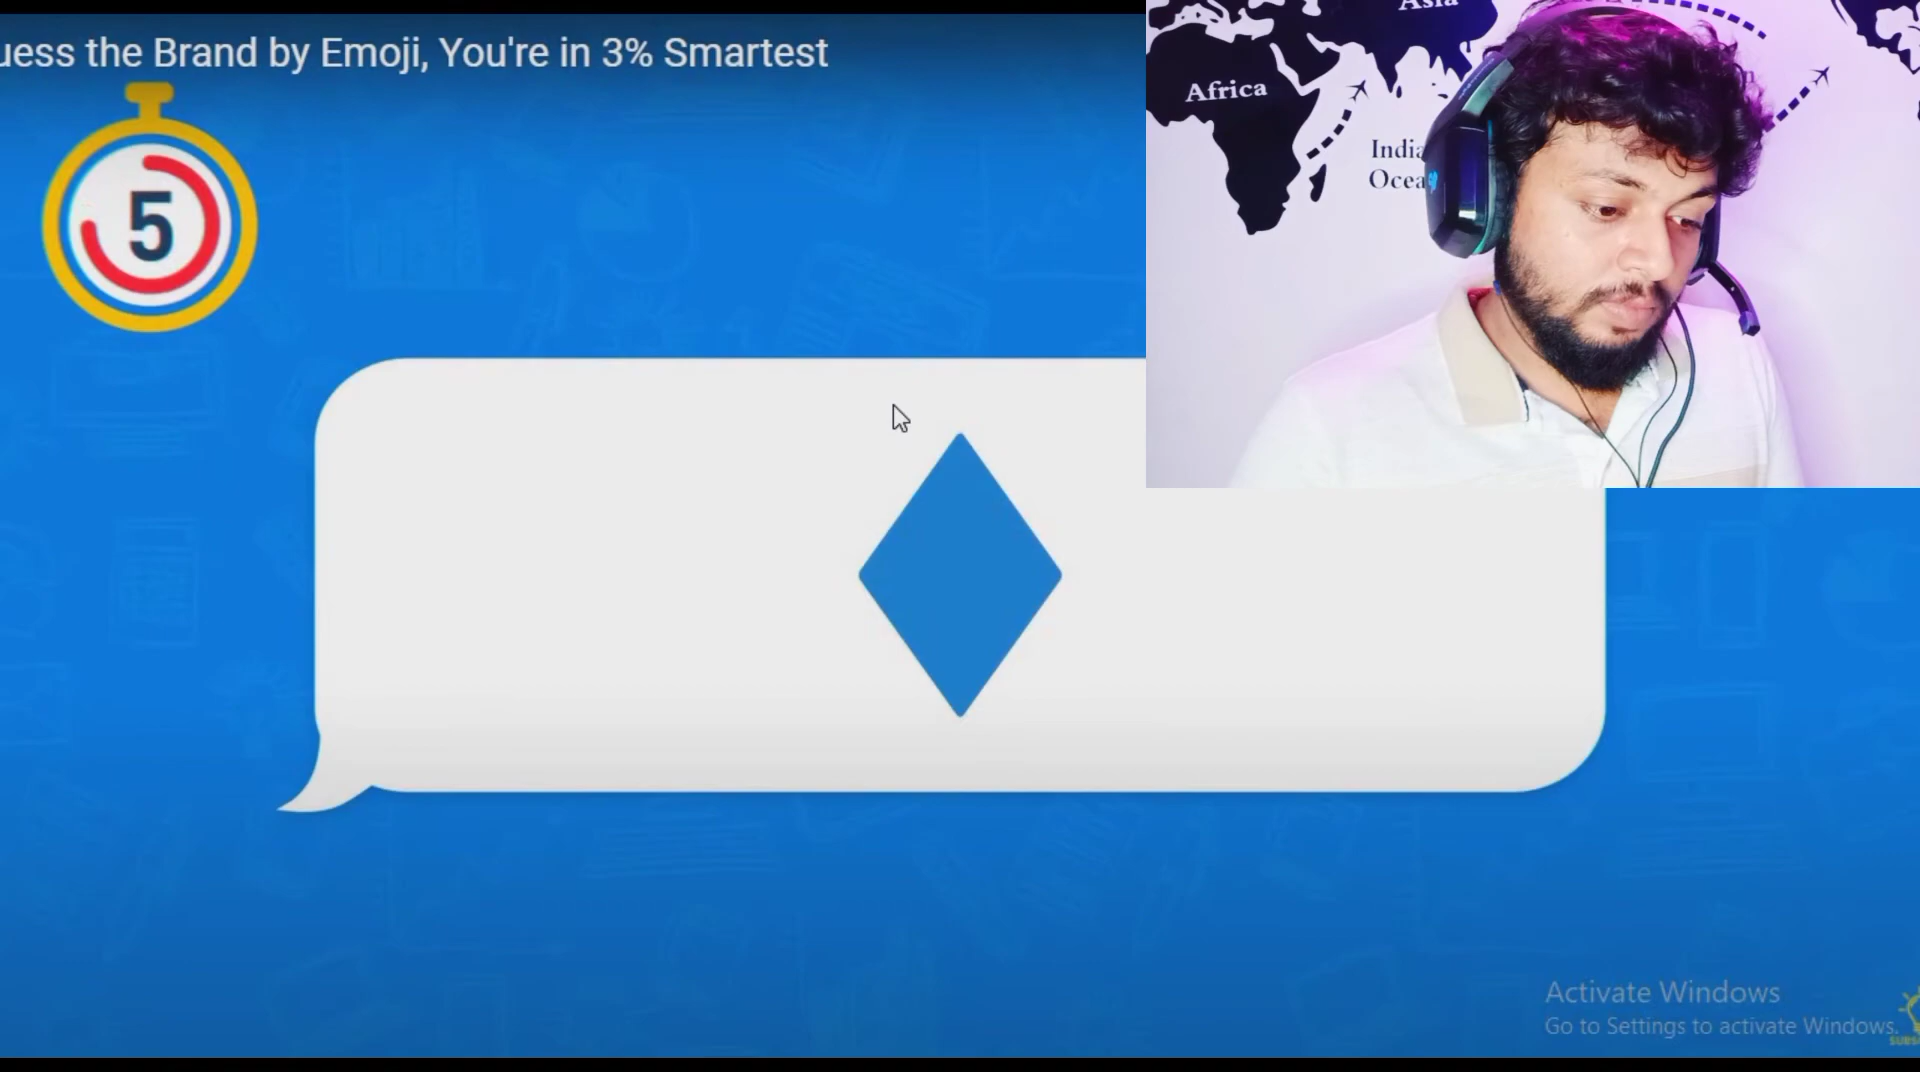 uess the Brand by Emoji, You're in 3% Smartest
5
Asia
Africa
India
Ocea
Activate Windows
Go to Settings to activate Windows.